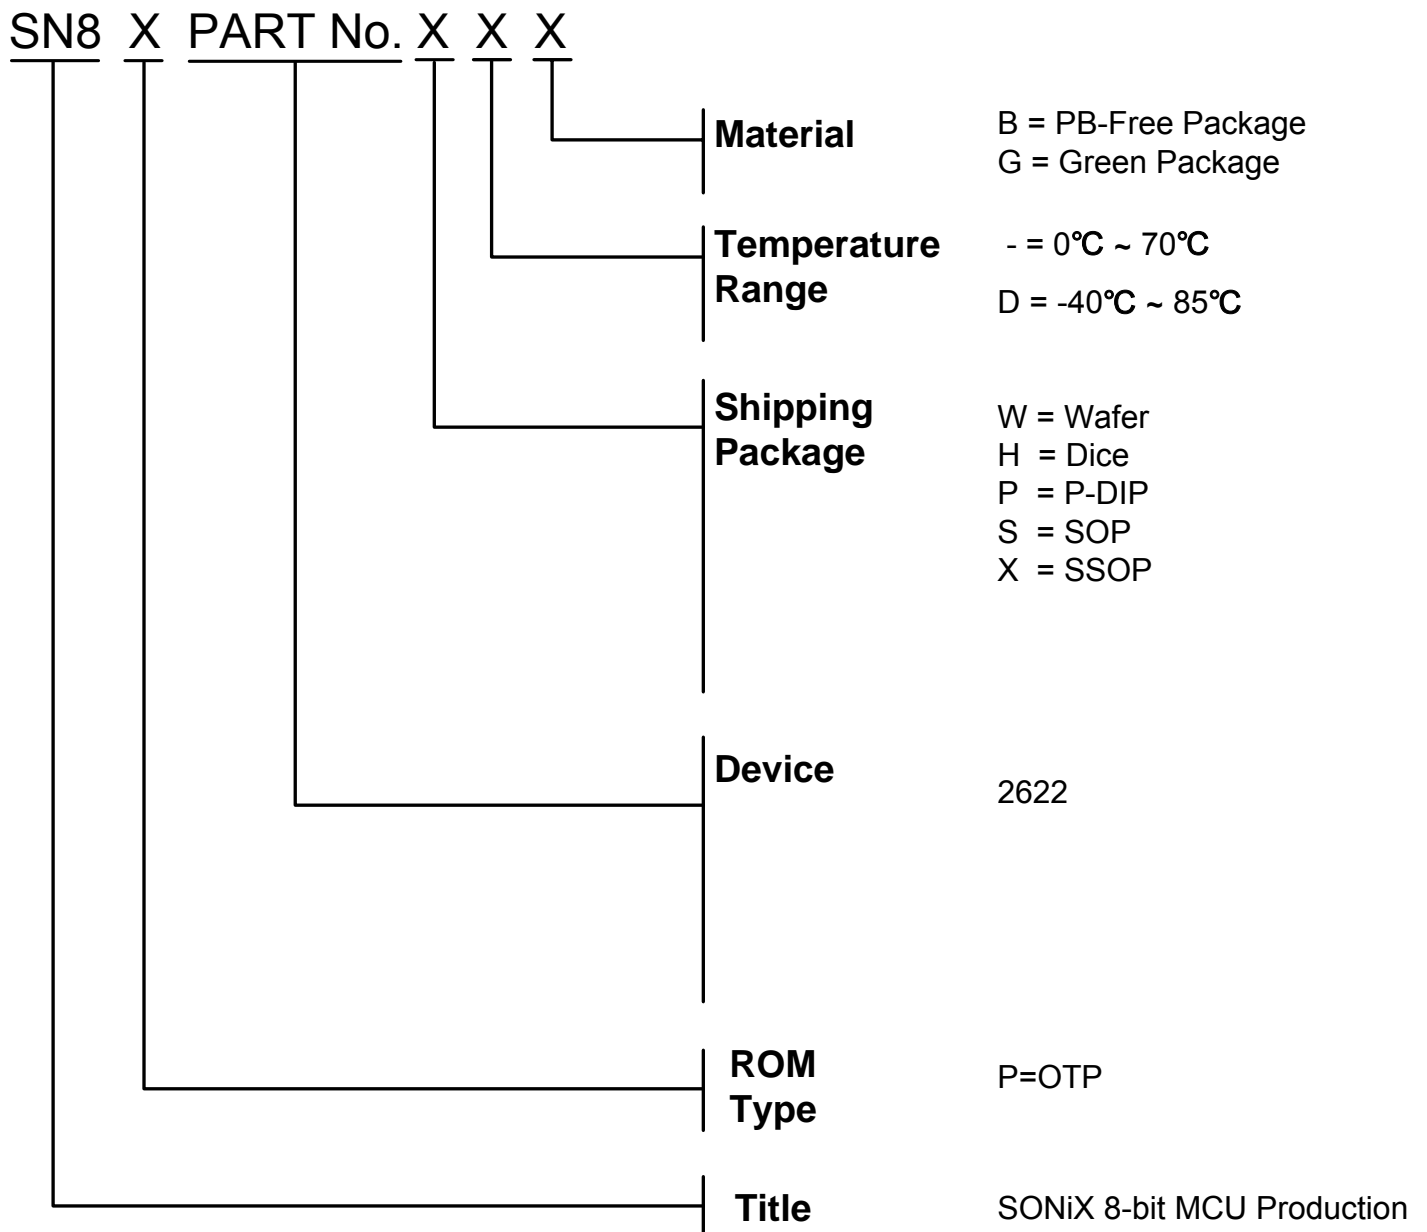 SN8 X PART No. X X X
Material
B = PB-Free Package
G = Green Package
Temperature
Range
- = 0℃ ~ 70℃
D = -40℃ ~ 85℃
Shipping
Package
W = Wafer
H = Dice
P = P-DIP
S = SOP
X = SSOP
Device
2622
ROM
Type
P=OTP
Title
SONiX 8-bit MCU Production